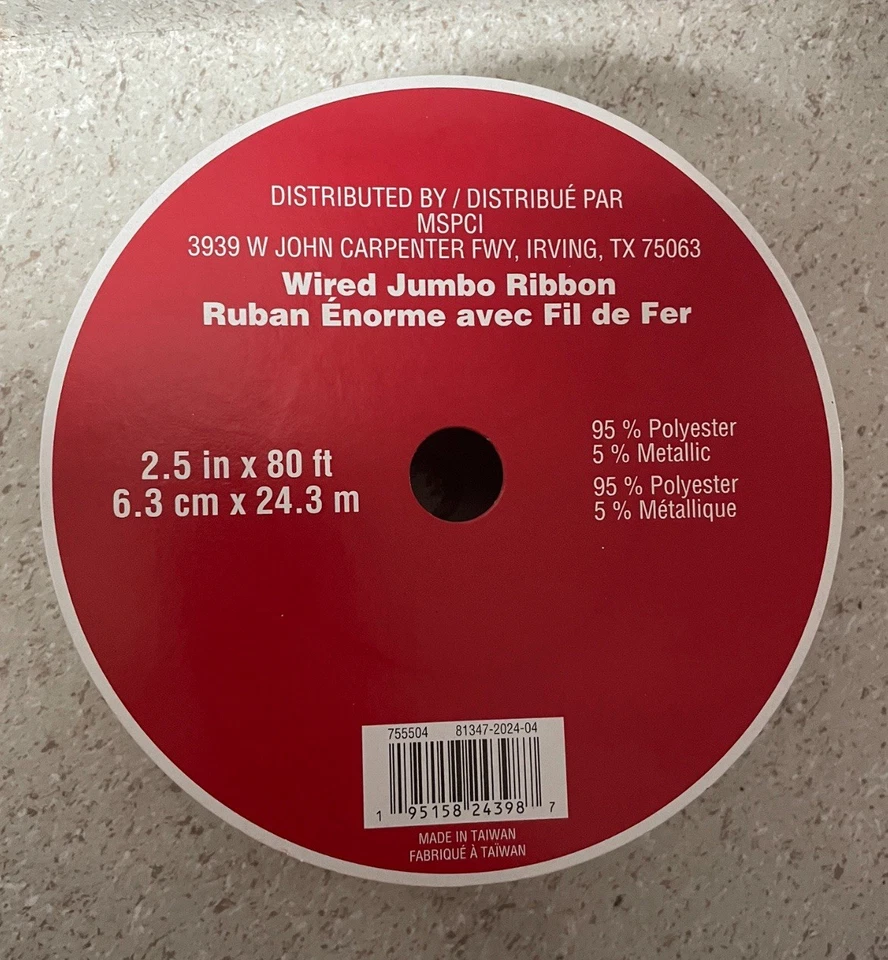 DISTRIBUTED BY / DISTRIBUÉ PAR
MSPCI
3939 W JOHN CARPENTER FWY, IRVING, TX 75063
Wired Jumbo Ribbon
Ruban Énorme avec Fil de Fer
2.5 in x 80 ft
6.3 cm x 24.3 m
95 % Polyester
5 % Metallic
95 % Polyester
5 % Métallique
755504 81347-2024-04
1 95158 24398 7
MADE IN TAIWAN
FABRIQUÉ À TAÏWAN